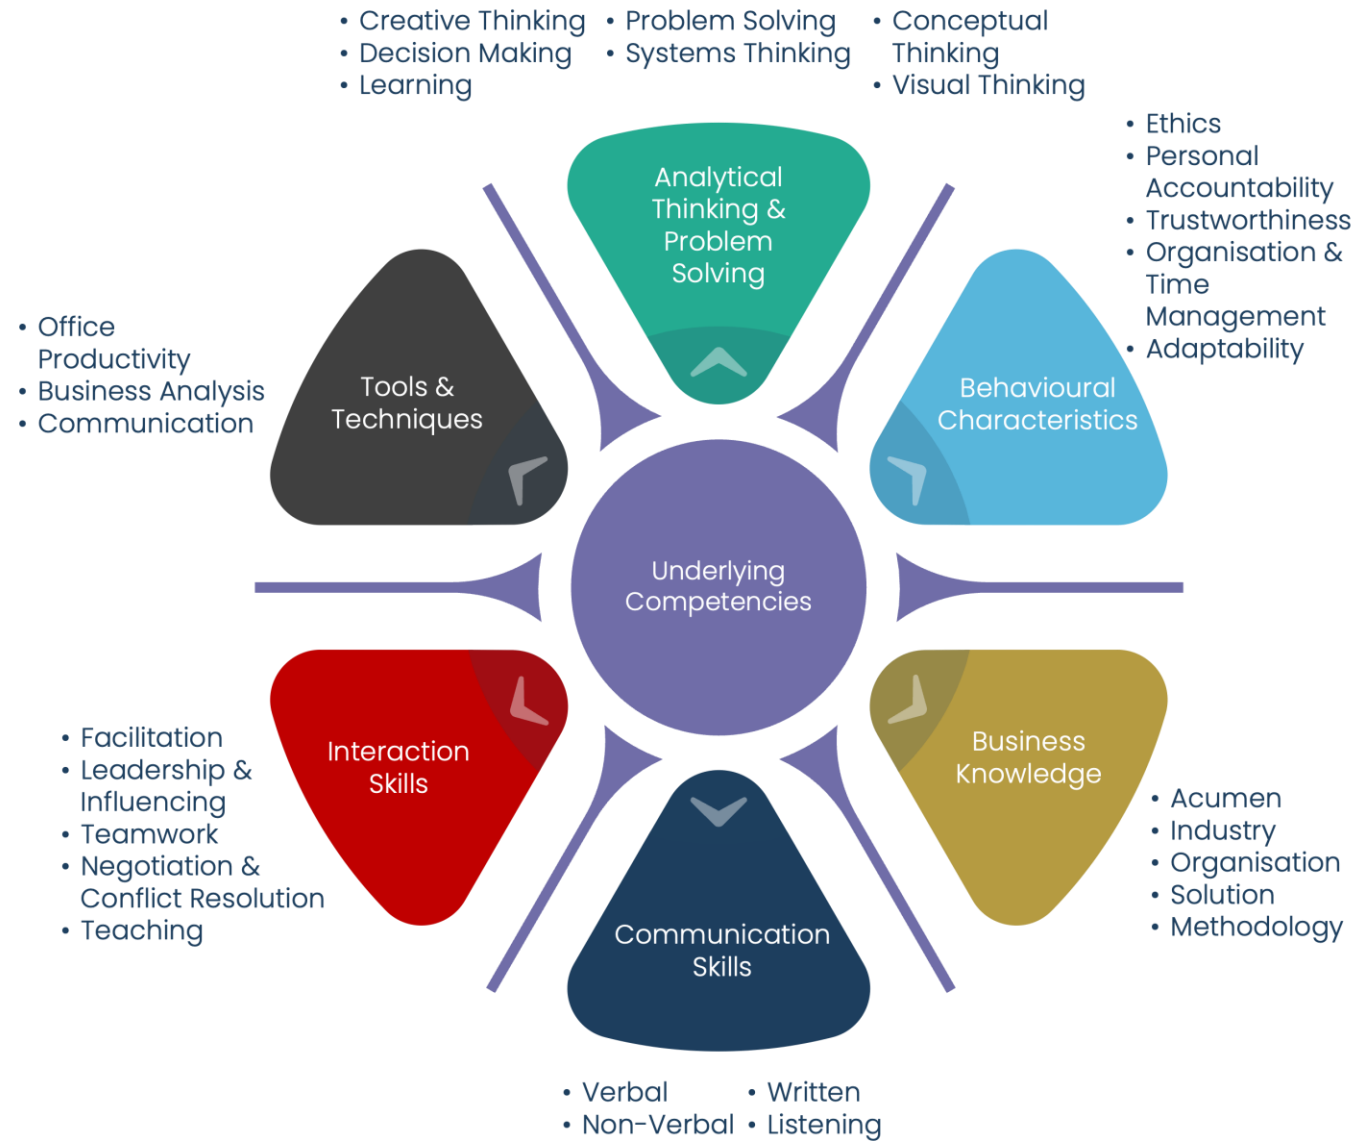 • Creative Thinking
• Decision Making
• Learning
• Problem Solving
• Systems Thinking
• Conceptual
Thinking
• Visual Thinking
Analytical
Thinking &
Problem
Solving
• Ethics
• Personal
Accountability
• Trustworthiness
• Organisation &
Time
Management
• Adaptability
Behavioural
Characteristics
• Office
Productivity
• Business Analysis
• Communication
Tools &
Techniques
Underlying
Competencies
Interaction
Skills
• Facilitation
• Leadership &
Influencing
• Teamwork
• Negotiation &
Conflict Resolution
• Teaching
Business
Knowledge
• Acumen
• Industry
• Organisation
• Solution
• Methodology
Communication
Skills
• Verbal
• Non-Verbal
• Written
• Listening